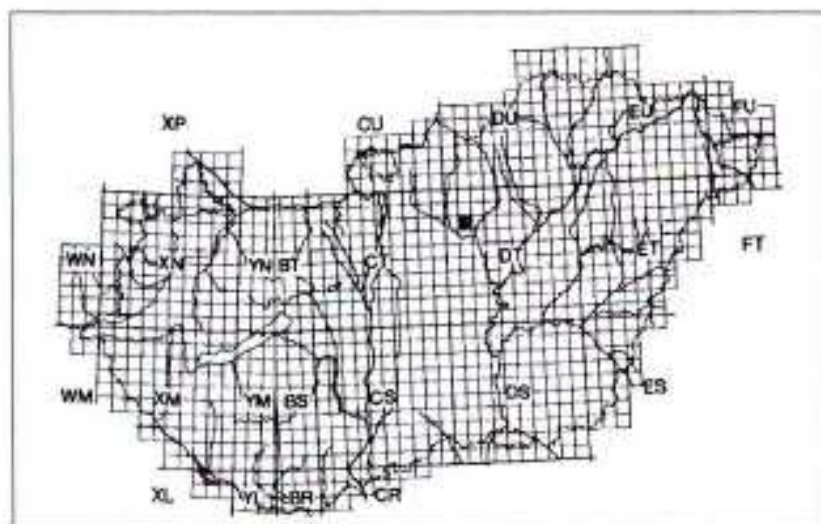 XP CU DU EU FU
WN XN YN BT C DT ET FT
WM XM YM BS CS DS ES
XL YL BR CR